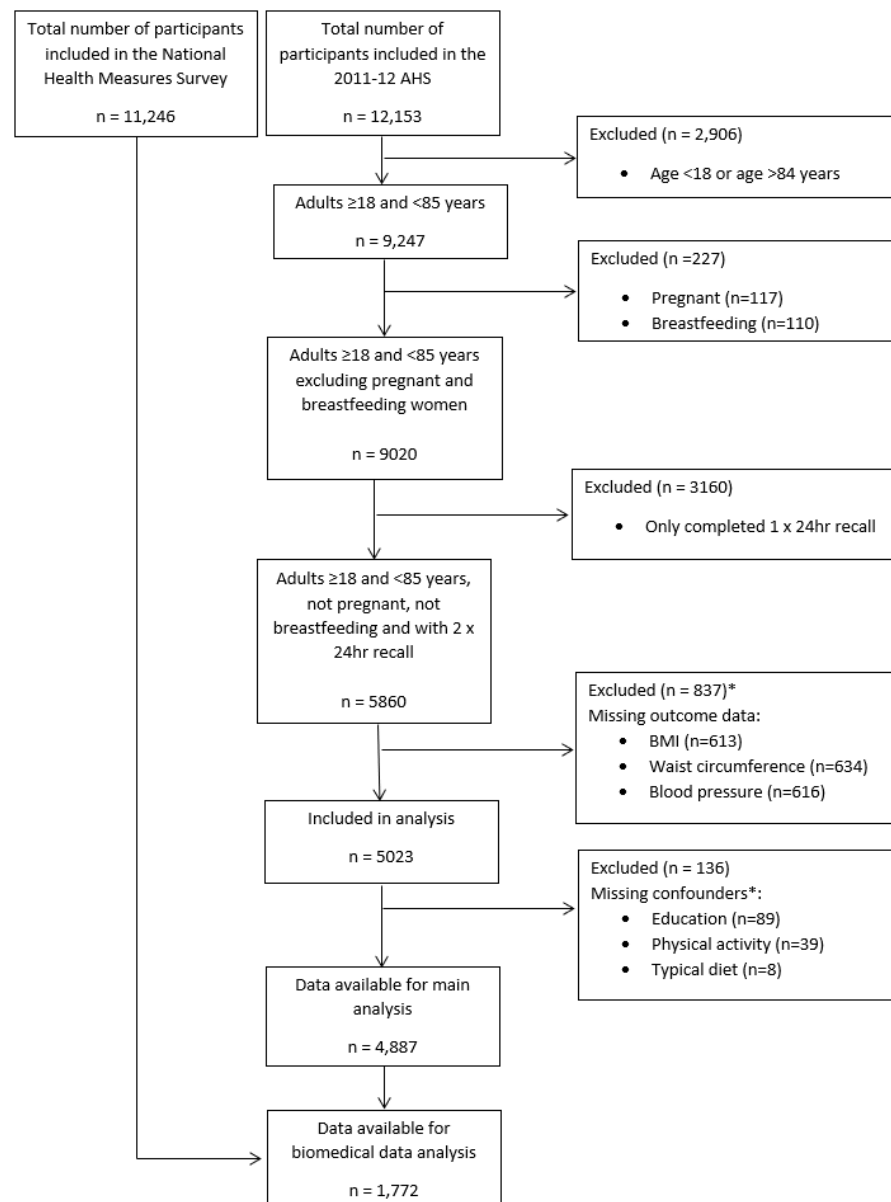 Total number of participants
included in the National
Health Measures Survey
n = 11,246
Total number of
participants included in the
2011-12 AHS
n = 12,153
Excluded (n = 2,906)
• Age <18 or age >84 years
Adults ≥18 and <85 years
n = 9,247
Excluded (n =227)
• Pregnant (n=117)
• Breastfeeding (n=110)
Adults ≥18 and <85 years
excluding pregnant and
breastfeeding women
n = 9020
Excluded (n = 3160)
• Only completed 1 x 24hr recall
Adults ≥18 and <85 years,
not pregnant, not
breastfeeding and with 2 x
24hr recall
n = 5860
Excluded (n = 837)*
Missing outcome data:
• BMI (n=613)
• Waist circumference (n=634)
• Blood pressure (n=616)
Included in analysis
n = 5023
Excluded (n = 136)
Missing confounders*:
• Education (n=89)
• Physical activity (n=39)
• Typical diet (n=8)
Data available for main
analysis
n = 4,887
Data available for
biomedical data analysis
n = 1,772